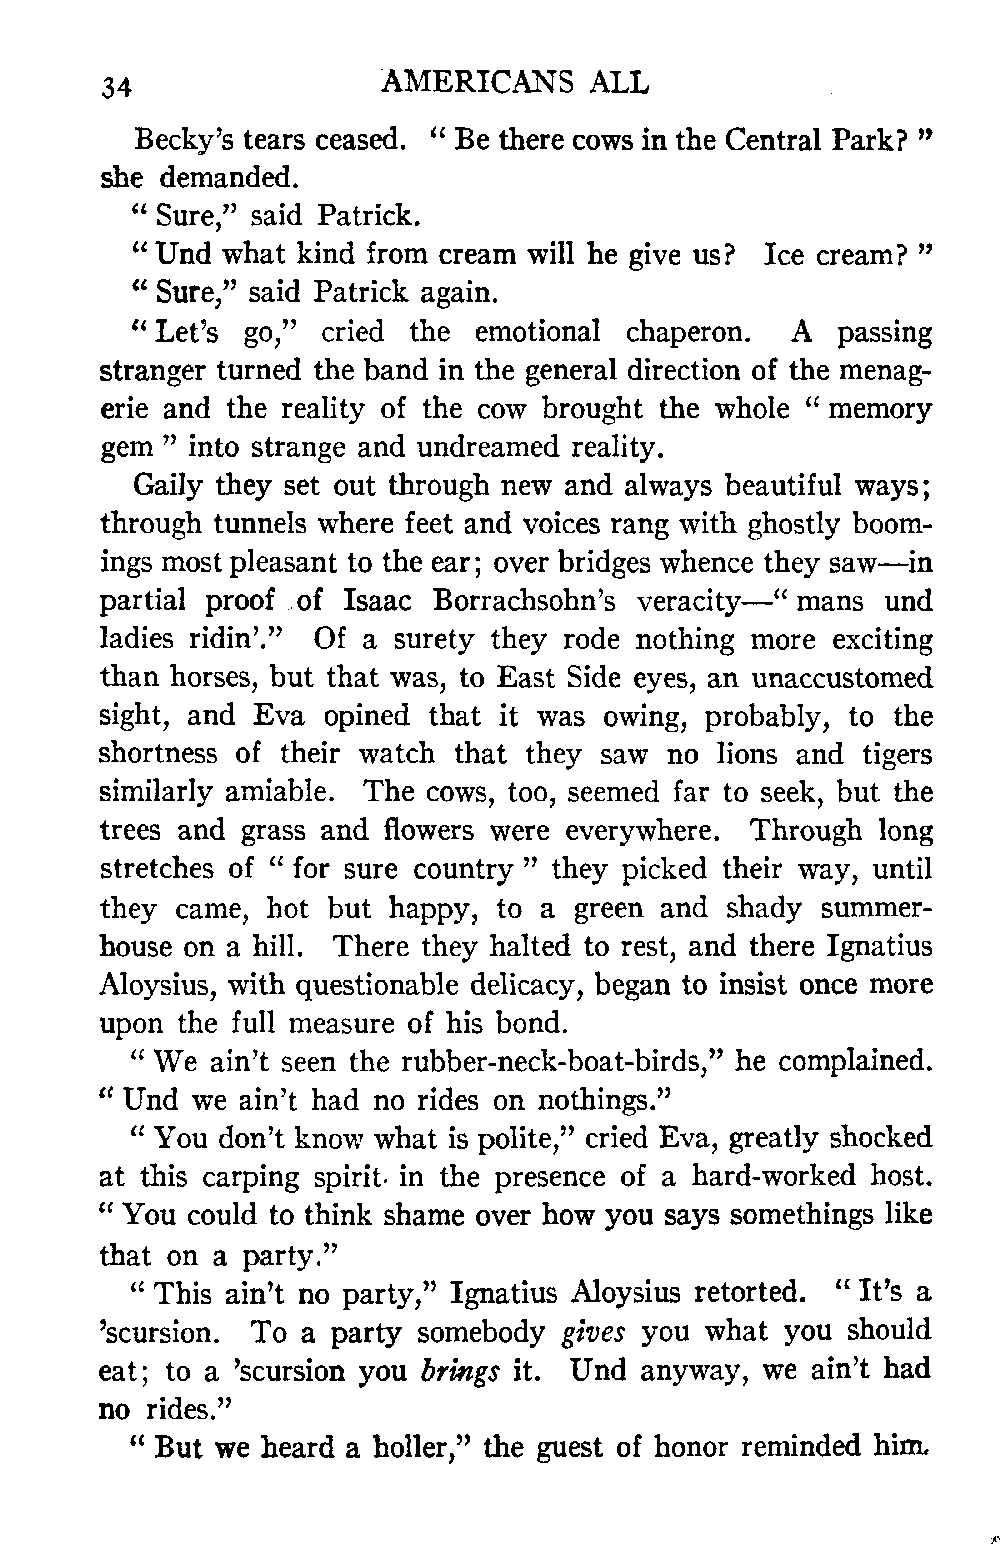 34 AMERICANS ALL
Becky's tears ceased. “ Be there cows in the Central Park? ”
she demanded.
“ Sure,” said Patrick.
“ Und what kind from cream will he give us? Ice cream? ”
“ Sure,” said Patrick again.
“ Let's go,” cried the emotional chaperon. A passing
stranger turned the band in the general direction of the menag-
erie and the reality of the cow brought the whole “ memory
gem ” into strange and undreamed reality.
Gaily they set out through new and always beautiful ways;
through tunnels where feet and voices rang with ghostly boom-
ings most pleasant to the ear; over bridges whence they saw—in
partial proof of Isaac Borrachsohn's veracity—“ mans und
ladies ridin'.” Of a surety they rode nothing more exciting
than horses, but that was, to East Side eyes, an unaccustomed
sight, and Eva opined that it was owing, probably, to the
shortness of their watch that they saw no lions and tigers
similarly amiable. The cows, too, seemed far to seek, but the
trees and grass and flowers were everywhere. Through long
stretches of “ for sure country ” they picked their way, until
they came, hot but happy, to a green and shady summer-
house on a hill. There they halted to rest, and there Ignatius
Aloysius, with questionable delicacy, began to insist once more
upon the full measure of his bond.
“ We ain't seen the rubber-neck-boat-birds,” he complained.
“ Und we ain't had no rides on nothings.”
“ You don't know what is polite,” cried Eva, greatly shocked
at this carping spirit in the presence of a hard-worked host.
“ You could to think shame over how you says somethings like
that on a party.”
“ This ain't no party,” Ignatius Aloysius retorted. “ It's a
'scursion. To a party somebody gives you what you should
eat; to a 'scursion you brings it. Und anyway, we ain't had
no rides.”
“ But we heard a holler,” the guest of honor reminded him.